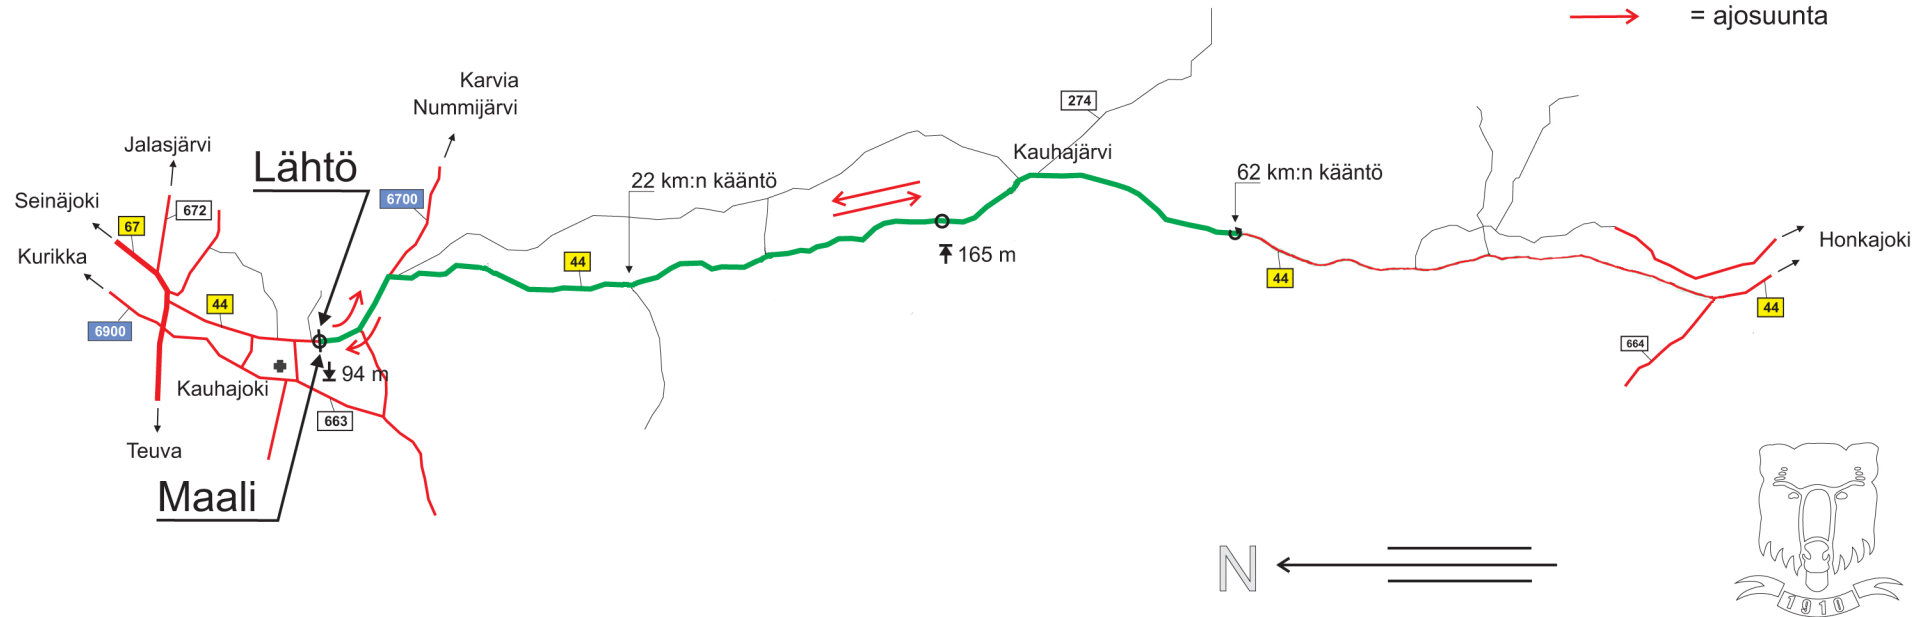 = ajosuunta
Karvia
Nummijärvi
274
Jalasjärvi
Lähtö
Kauhajärvi
62 km:n kääntö
22 km:n kääntö
Seinäjoki
67
672
6700
Kurikka
Honkajoki
165 m
44
44
44
44
6900
664
94 m
Kauhajoki
663
Teuva
Maali
N
1910